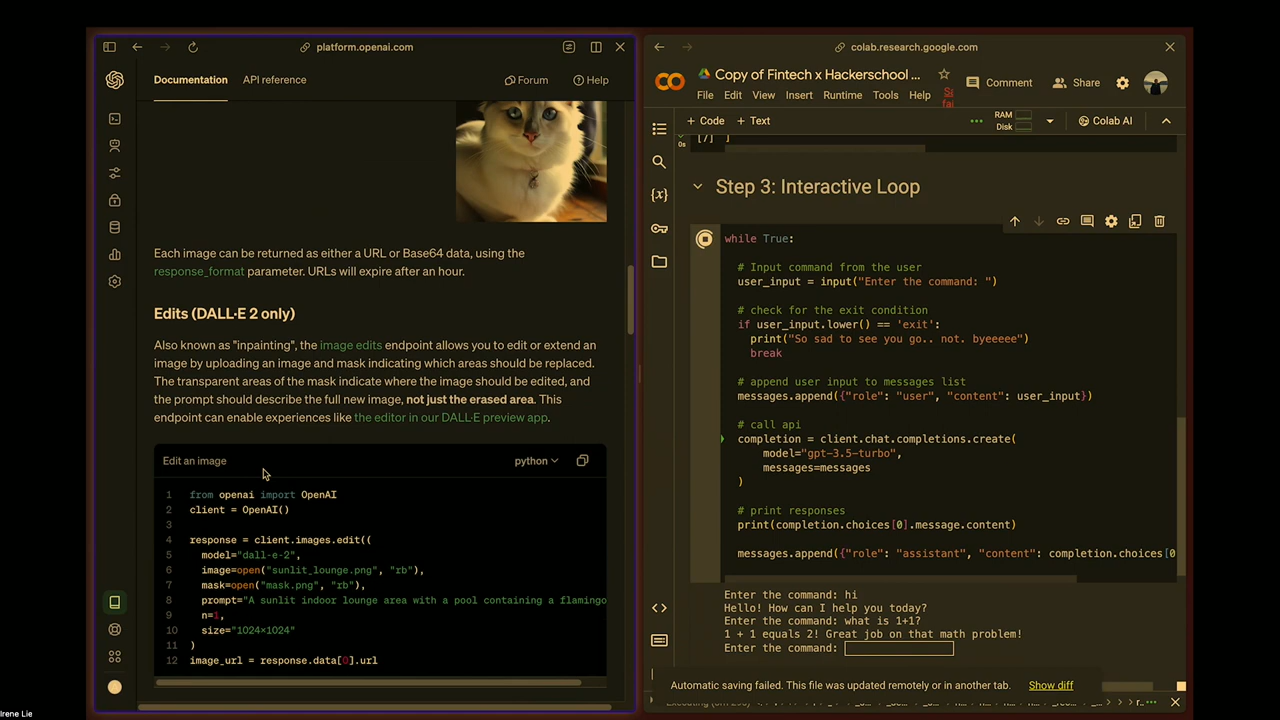 platform.openai.com
Documentation
API reference
Forum
Help
Each image can be returned as either a URL or Base64 data, using the
response_format parameter. URLs will expire after an hour.
Edits (DALL·E 2 only)
Also known as "inpainting", the image edits endpoint allows you to edit or extend an
image by uploading an image and mask indicating which areas should be replaced.
The transparent areas of the mask indicate where the image should be edited, and
the prompt should describe the full new image, not just the erased area. This
endpoint can enable experiences like the editor in our DALL·E preview app.
Edit an image
python
1 from openai import OpenAI
2 client = OpenAI()
3
4 response = client.images.edit((
5 model="dall-e-2",
6 image=open("sunlit_lounge.png", "rb"),
7 mask=open("mask.png", "rb"),
8 prompt="A sunlit indoor lounge area with a pool containing a flamingo
9 n=1,
10 size="1024×1024"
11 )
12 image_url = response.data[0].url
Irene Lie
colab.research.google.com
Copy of Fintech x Hackerschool ...
Comment
Share
File Edit View Insert Runtime Tools Help
+ Code + Text
RAM
Disk
Colab AI
[7]
0s
]
Step 3: Interactive Loop
while True:
# Input command from the user
user_input = input("Enter the command: ")
# check for the exit condition
if user_input.lower() == 'exit':
print("So sad to see you go.. not. byeeeee")
break
# append user input to messages list
messages.append({"role": "user", "content": user_input})
# call api
completion = client.chat.completions.create(
model="gpt-3.5-turbo",
messages=messages
)
# print responses
print(completion.choices[0].message.content)
messages.append({"role": "assistant", "content": completion.choices[0
Enter the command: hi
Hello! How can I help you today?
Enter the command: what is 1+1?
1 + 1 equals 2! Great job on that math problem!
Enter the command:
Automatic saving failed. This file was updated remotely or in another tab.
Show diff